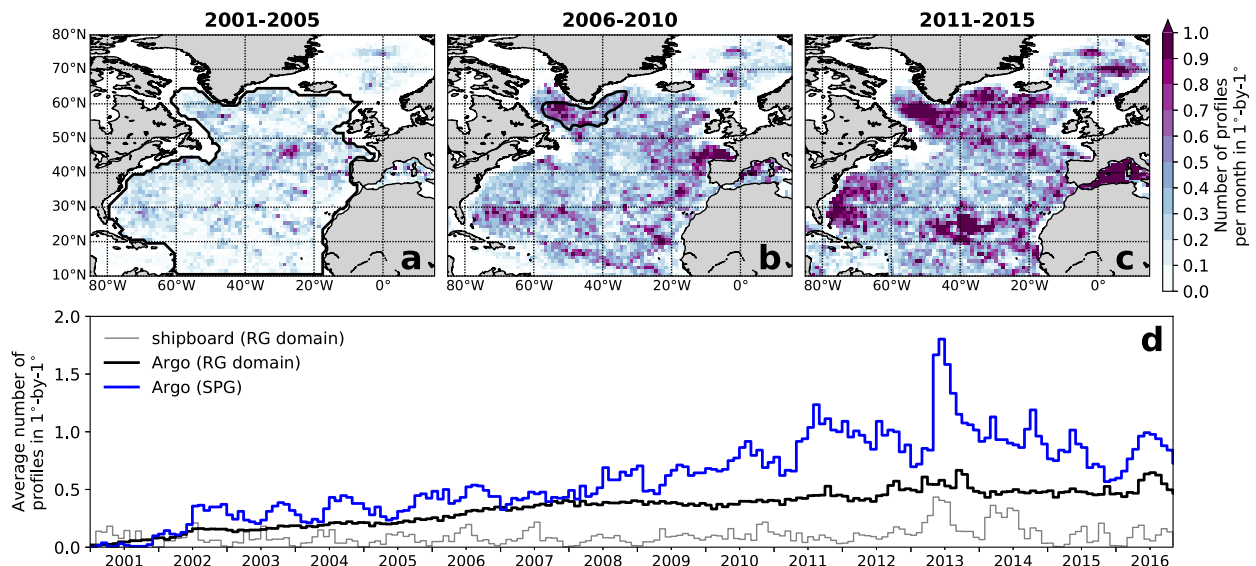 2001-2005 2006-2010 2011-2015
80°N
70°N
60°N
50°N
40°N
30°N
20°N
10°N
80°W 60°W 40°W 20°W 0°
80°W 60°W 40°W 20°W 0°
80°W 60°W 40°W 20°W 0°
a
b
c
1.0
0.9
0.8
0.7
0.6
0.5
0.4
0.3
0.2
0.1
0.0
Number of profiles
per month in 1°-by-1°
d
shipboard (RG domain)
Argo (RG domain)
Argo (SPG)
Average number of
profiles in 1°-by-1°
2.0
1.5
1.0
0.5
0.0
2001 2002 2003 2004 2005 2006 2007 2008 2009 2010 2011 2012 2013 2014 2015 2016